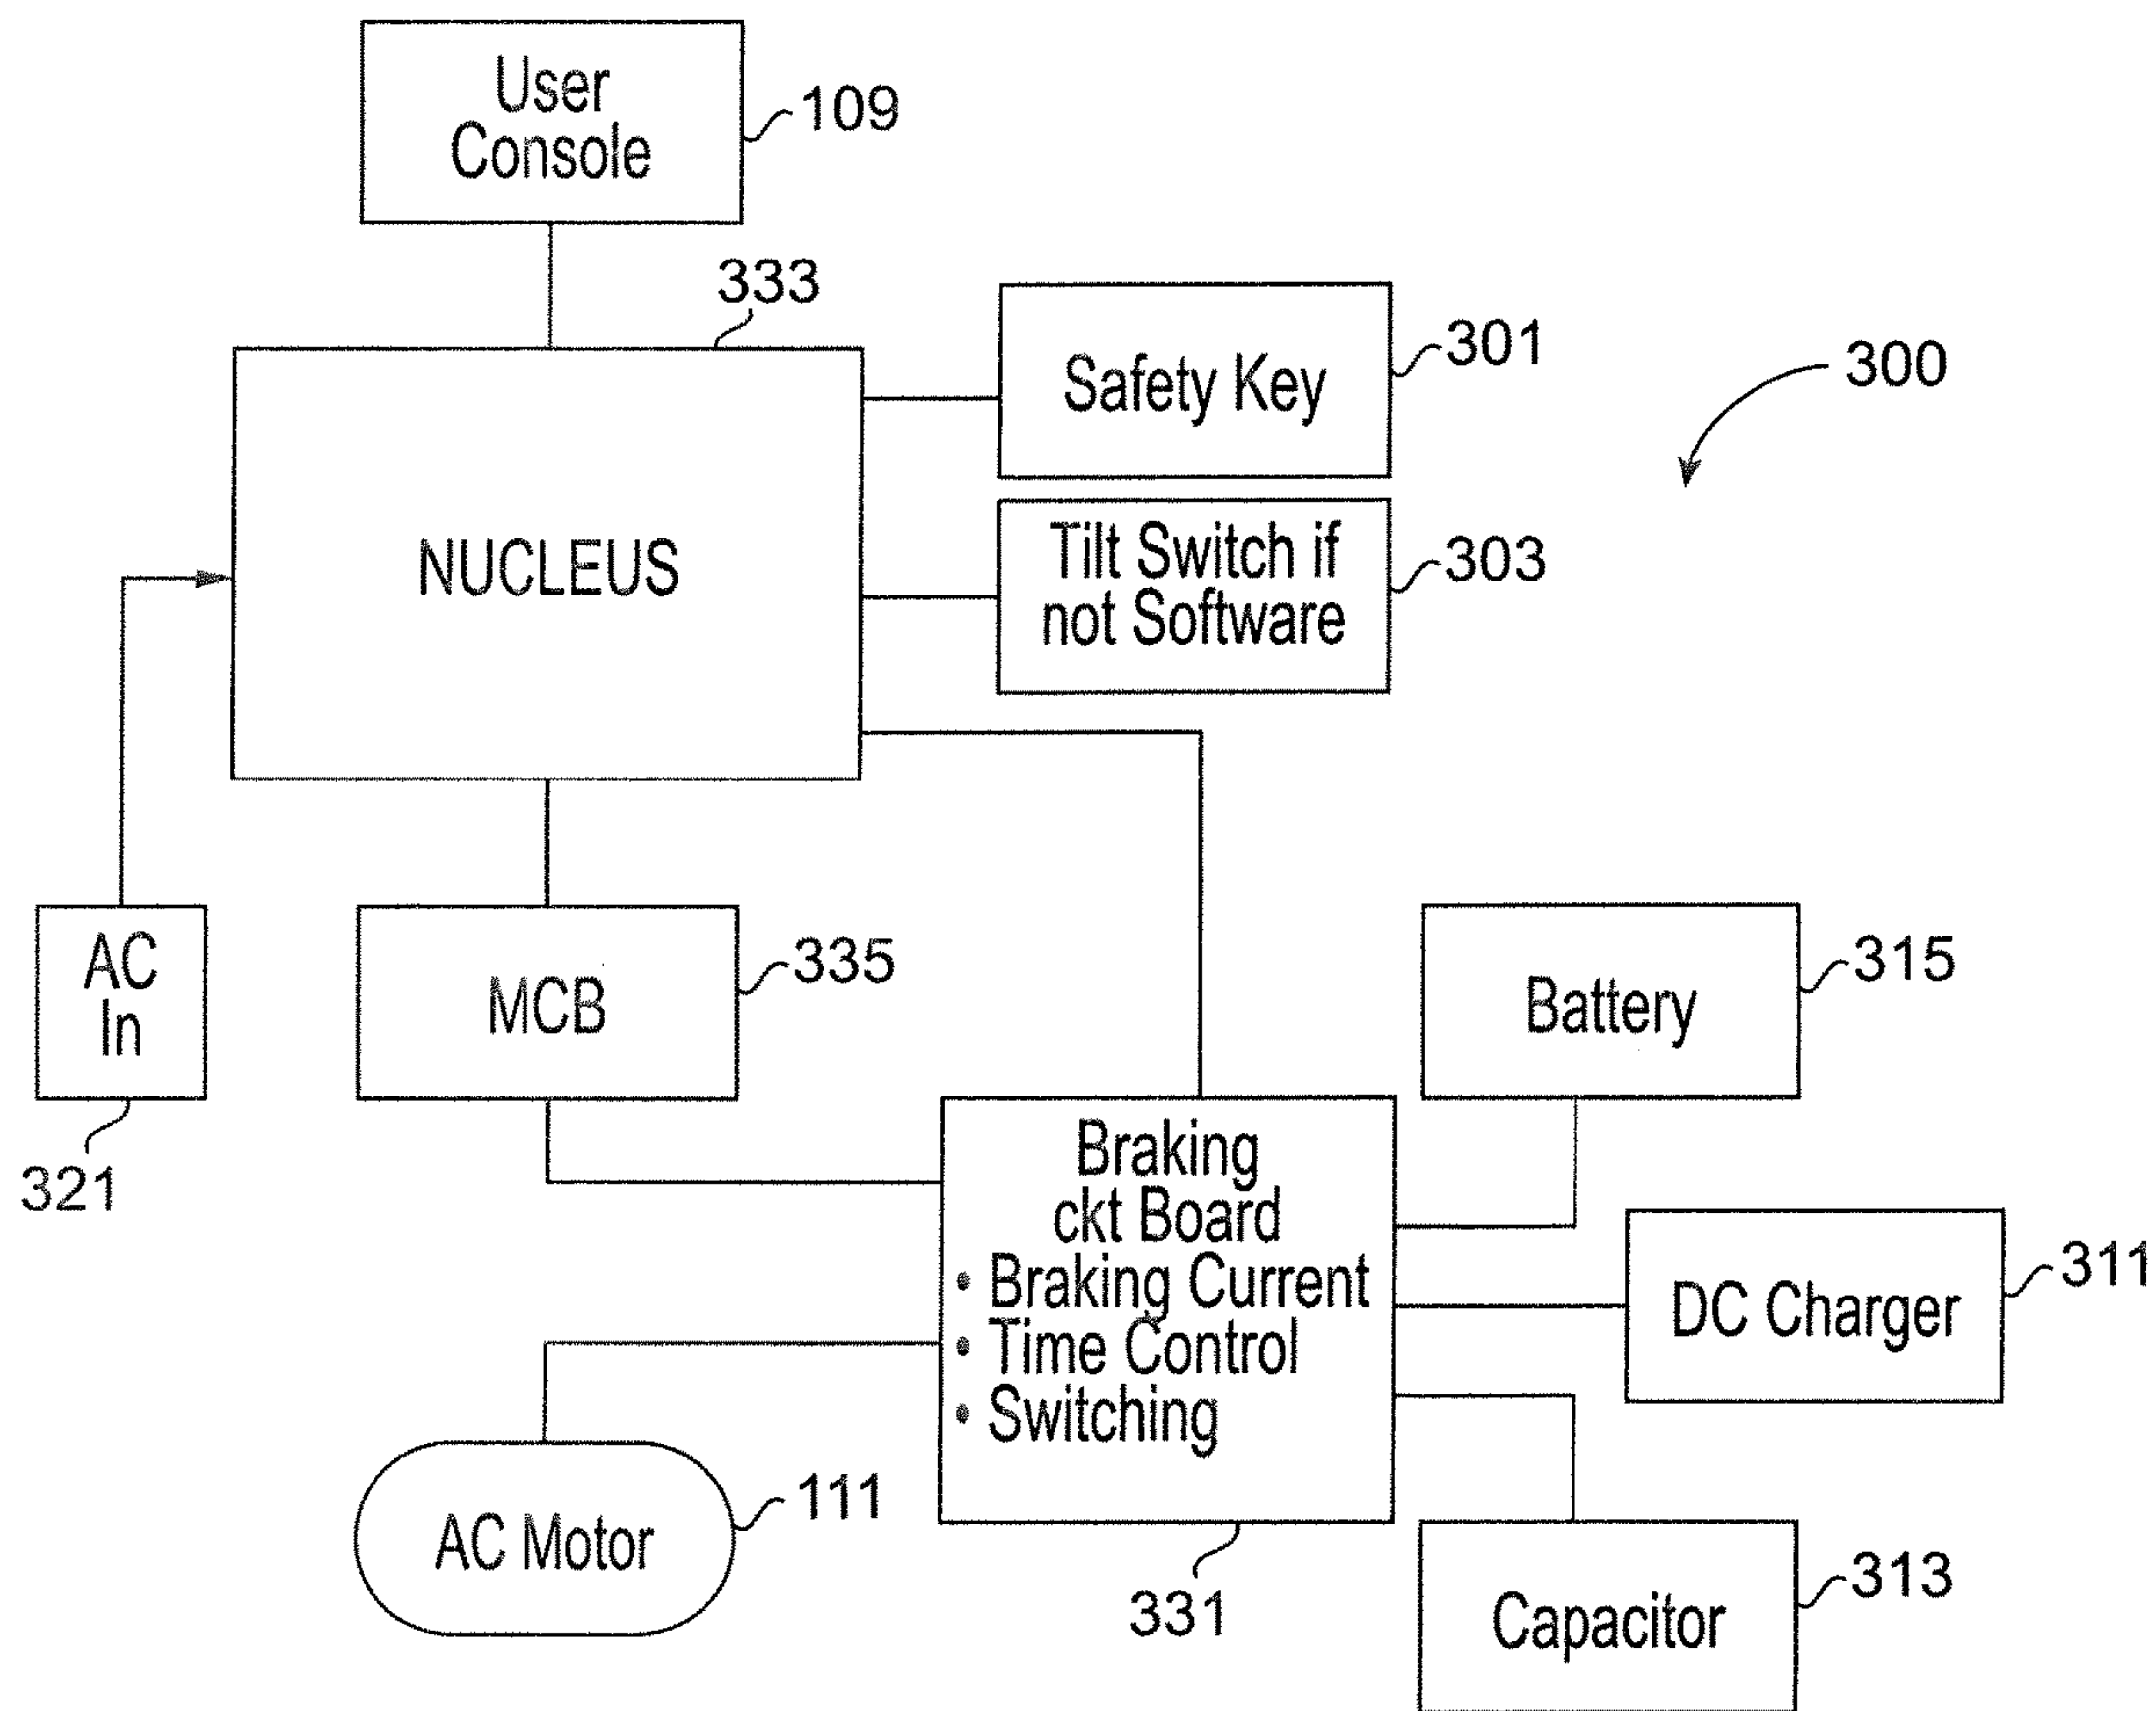 User
Console
109
333
Safety Key
301
300
NUCLEUS
Tilt Switch if
not Software
303
AC
In
321
MCB
335
Battery
315
Braking
ckt Board
• Braking Current
• Time Control
• Switching
331
DC Charger
311
AC Motor
111
Capacitor
313